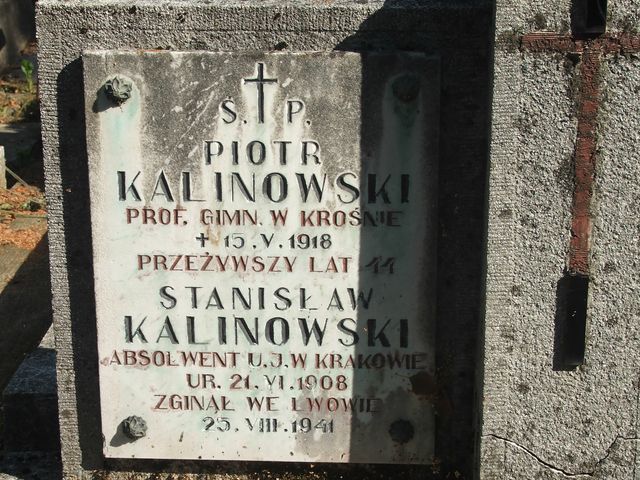 Ś. P.
PIOTR
KALINOWSKI
PROF. GIMN. W KROŚNIE
+ 15. V. 1918
PRZEŻYWSZY LAT 44
STANISŁAW
KALINOWSKI
ABSOLWENT U.J. W KRAKOWIE
UR. 21. VI. 1908
ZGINĄŁ WE LWOWIE
25. VIII. 1941